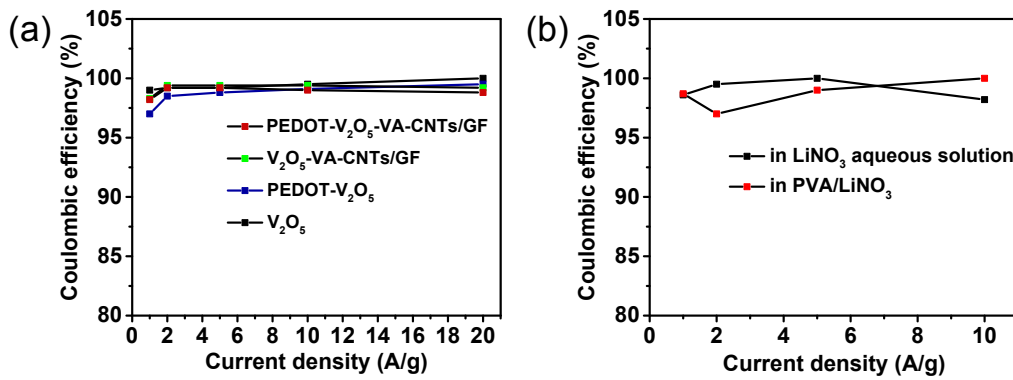 (a)
Coulombic efficiency (%)
105
100
95
90
85
80
PEDOT-V₂O₅-VA-CNTs/GF
V₂O₅-VA-CNTs/GF
PEDOT-V₂O₅
V₂O₅
0 2 4 6 8 10 12 14 16 18 20
Current density (A/g)
(b)
Coulombic efficiency (%)
105
100
95
90
85
80
in LiNO₃ aqueous solution
in PVA/LiNO₃
0 2 4 6 8 10
Current density (A/g)